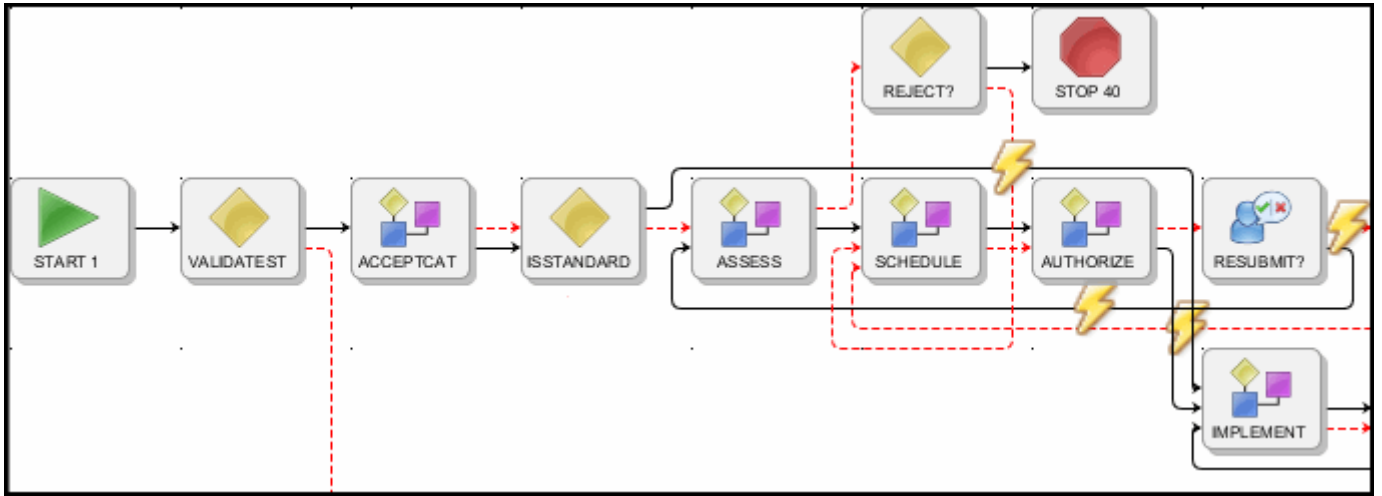 REJECT?
STOP 40
START 1
VALIDATEST
ACCEPTCAT
ISSTANDARD
ASSESS
SCHEDULE
AUTHORIZE
RESUBMIT?
IMPLEMENT